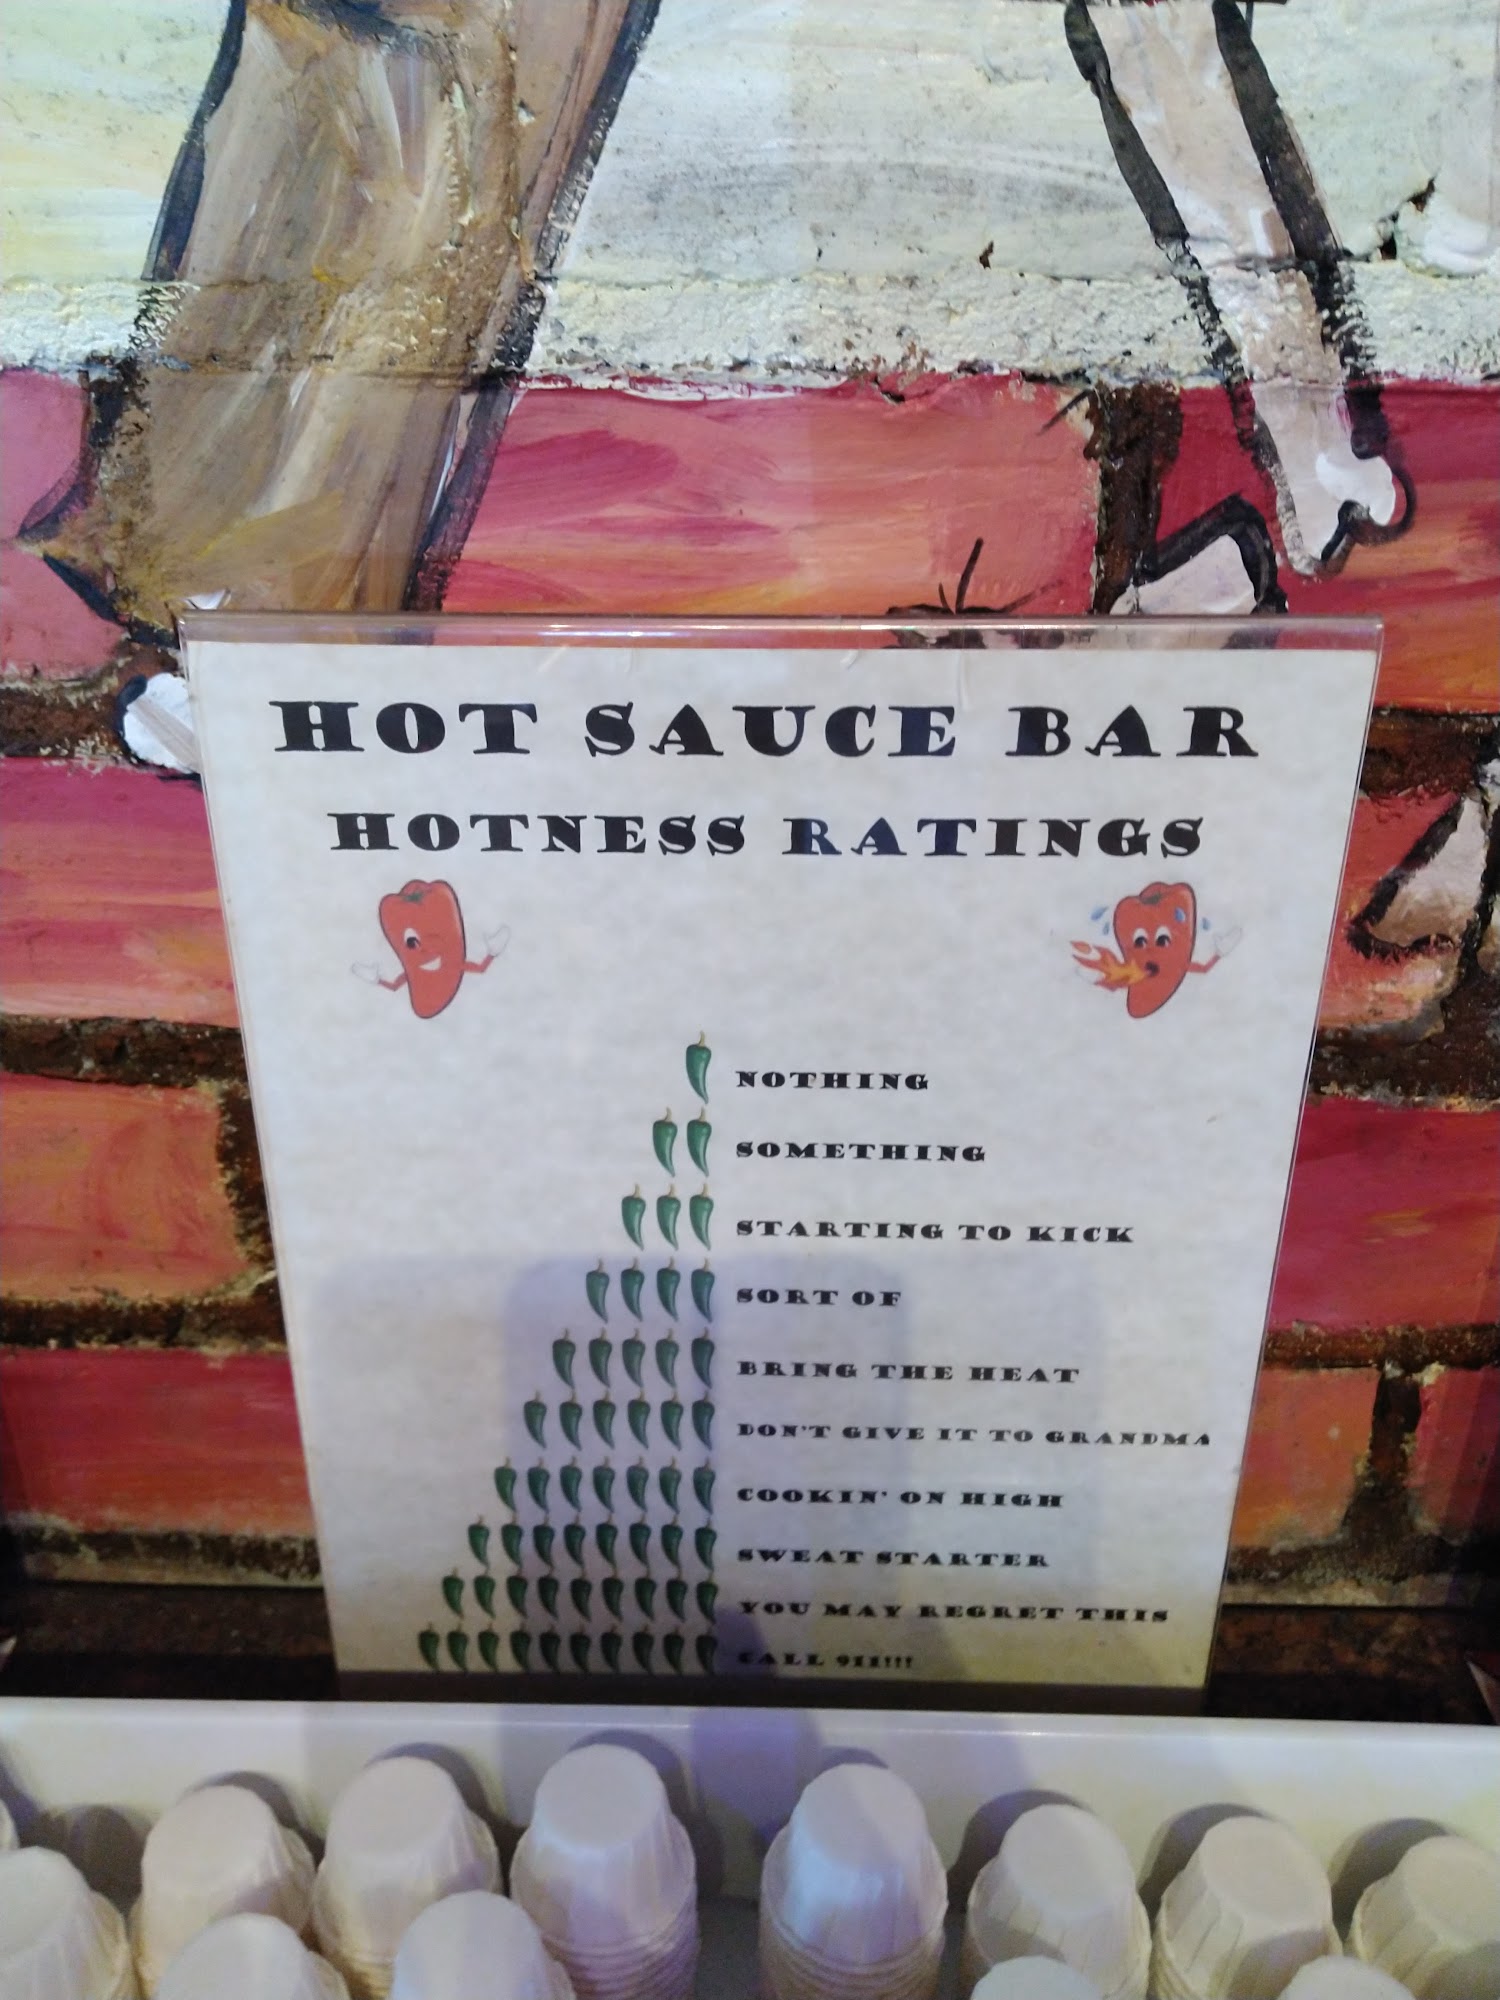 HOT SAUCE BAR
HOTNESS RATINGS
NOTHING
SOMETHING
STARTING TO KICK
SORT OF
BRING THE HEAT
DON'T GIVE IT TO GRANDMA
COOKIN' ON HIGH
SWEAT STARTER
YOU MAY REGRET THIS
CALL 911!!!